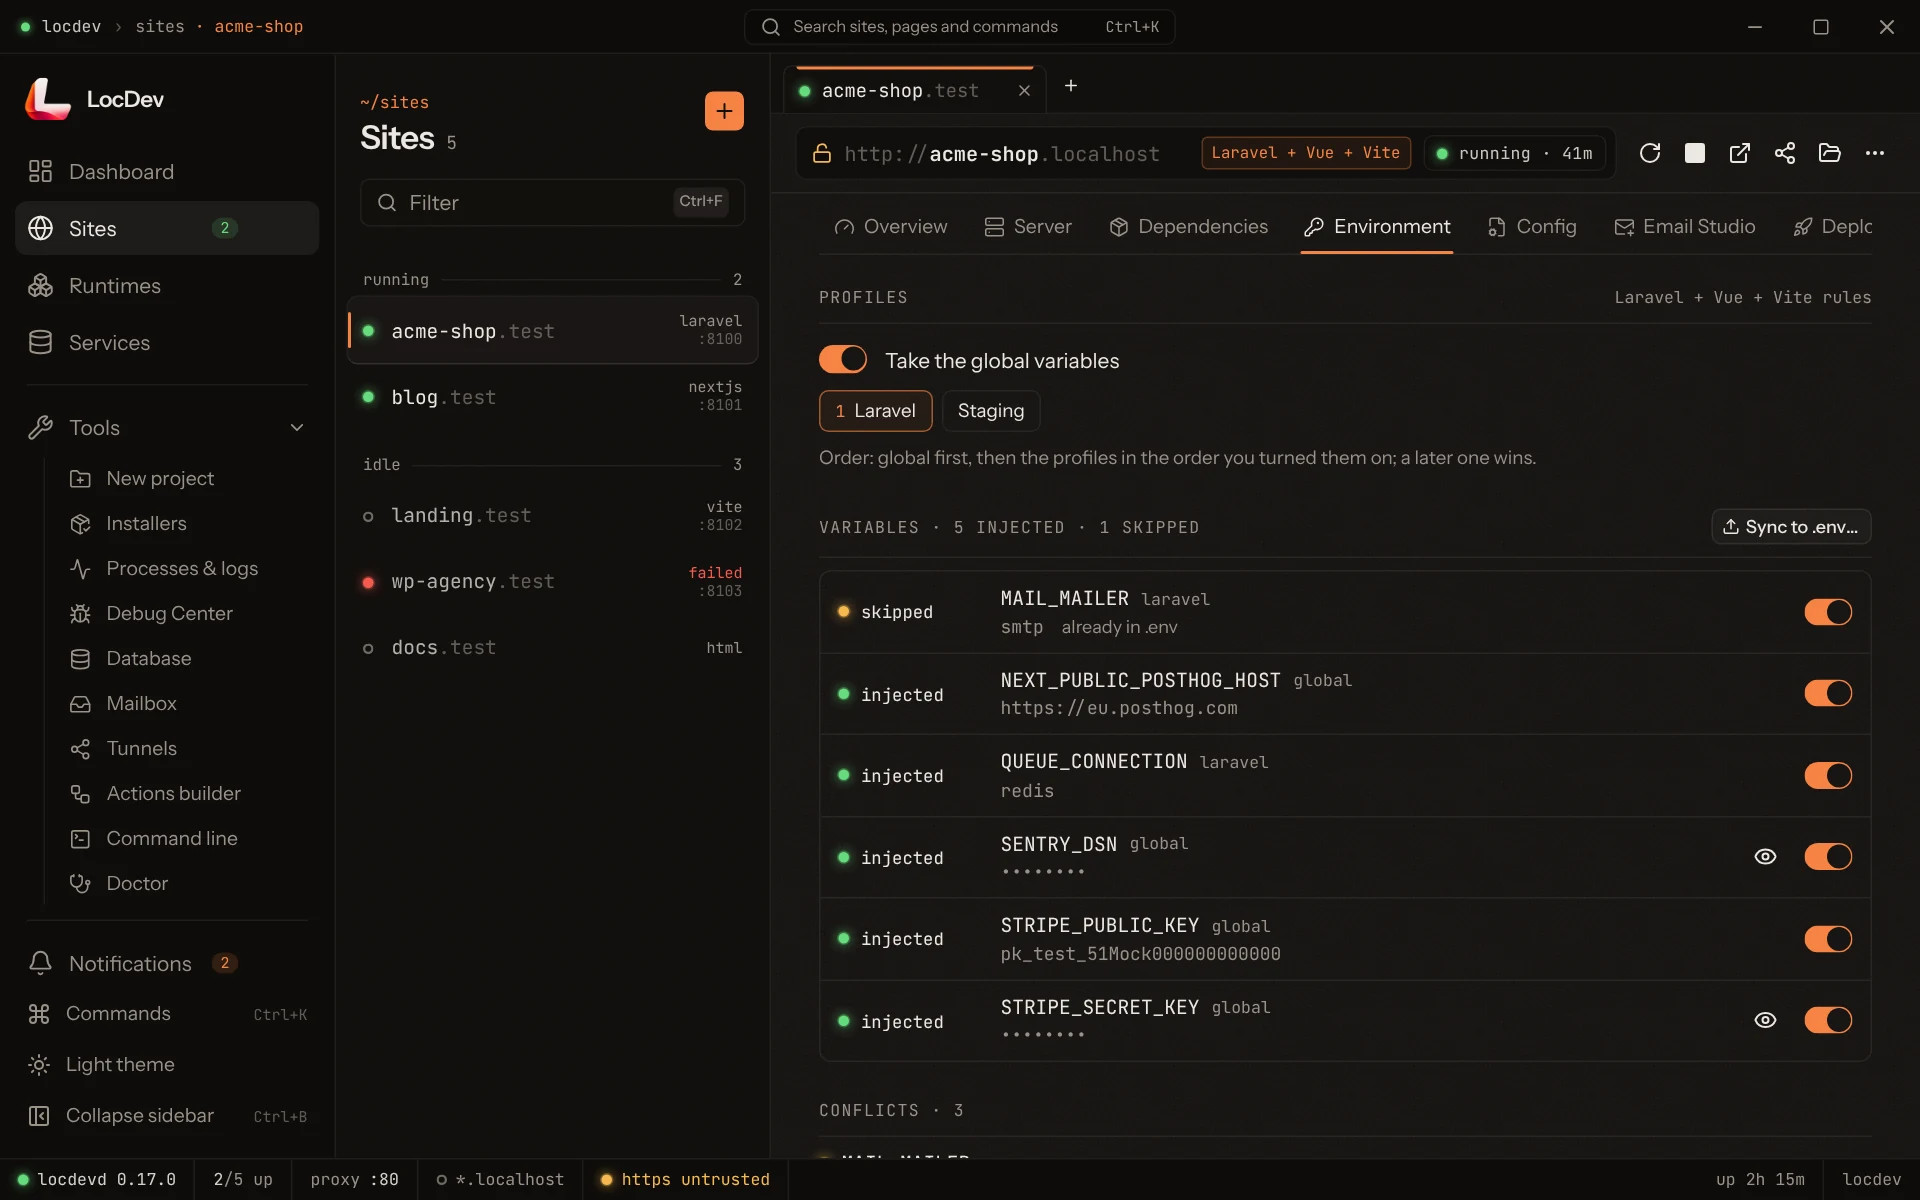 locdev › sites · acme-shop
Search sites, pages and commands Ctrl+K
LocDev
Dashboard
Sites 2
Runtimes
Services
Tools
New project
Installers
Processes & logs
Debug Center
Database
Mailbox
Tunnels
Actions builder
Command line
Doctor
Notifications 2
Commands Ctrl+K
Light theme
Collapse sidebar Ctrl+B
~/sites
Sites 5
Filter Ctrl+F
running 2
acme-shop.test laravel :8100
blog.test nextjs :8101
idle 3
landing.test vite :8102
wp-agency.test failed :8103
docs.test html
acme-shop.test
http://acme-shop.localhost Laravel + Vue + Vite running · 41m
Overview Server Dependencies Environment Config Email Studio Deplo
PROFILES Laravel + Vue + Vite rules
Take the global variables
1 Laravel Staging
Order: global first, then the profiles in the order you turned them on; a later one wins.
VARIABLES · 5 INJECTED · 1 SKIPPED Sync to .env…
skipped MAIL_MAILER laravel
smtp already in .env
injected NEXT_PUBLIC_POSTHOG_HOST global
https://eu.posthog.com
injected QUEUE_CONNECTION laravel
redis
injected SENTRY_DSN global
••••••••
injected STRIPE_PUBLIC_KEY global
pk_test_51Mock000000000000
injected STRIPE_SECRET_KEY global
••••••••
CONFLICTS · 3
MAIL_MAILER
locdevd 0.17.0 2/5 up proxy :80 *.localhost https untrusted up 2h 15m locdev